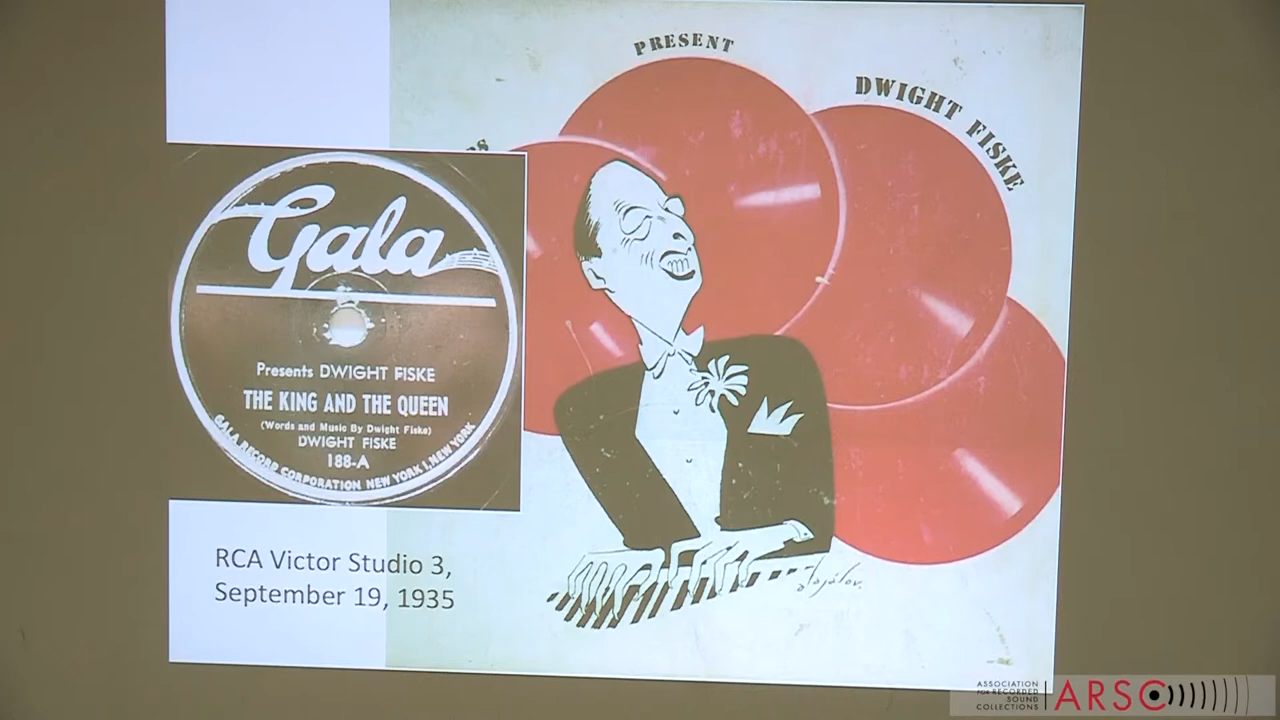 PRESENT
DWIGHT FISKE
Gala
Presents DWIGHT FISKE
THE KING AND THE QUEEN
(Words and Music By Dwight Fiske)
DWIGHT FISKE
188-A
GALA RECORD CORPORATION NEW YORK 1, NEW YORK
RCA Victor Studio 3,
September 19, 1935
ASSOCIATION
FOR RECORDED
SOUND
COLLECTIONS
ARSC